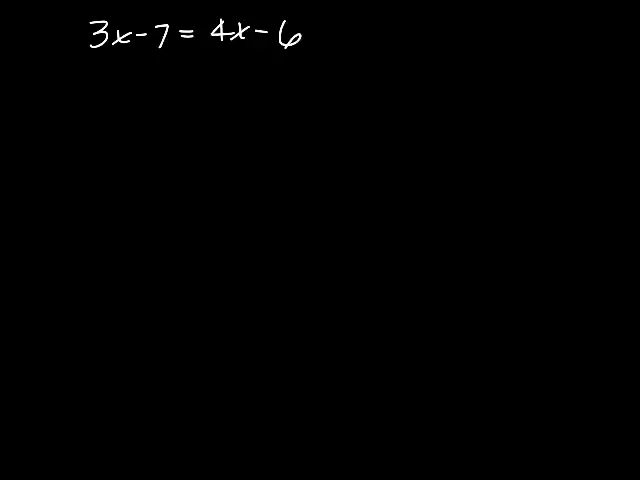 3x - 7 = 4x - 6